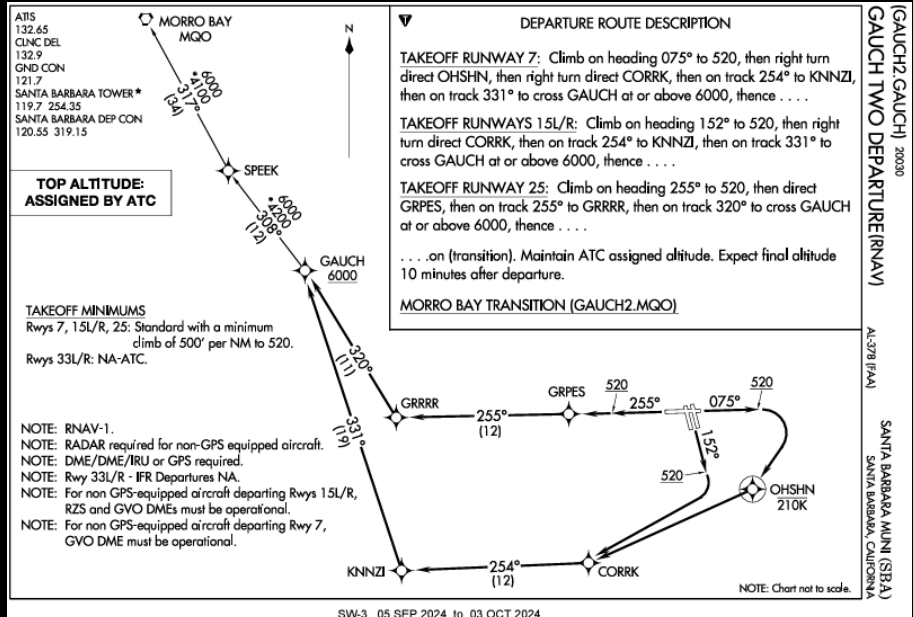 ATIS
132.65
CLNC DEL
132.9
GND CON
121.7
SANTA BARBARA TOWER★
119.7 254.35
SANTA BARBARA DEP CON
120.55 319.15
TOP ALTITUDE:
ASSIGNED BY ATC
MORRO BAY
MQO
N
6000
*4100
317°
(34)
SPEEK
6000
*4200
308°
(12)
GAUCH
6000
T
DEPARTURE ROUTE DESCRIPTION
TAKEOFF RUNWAY 7: Climb on heading 075° to 520, then right turn
direct OHSHN, then right turn direct CORRK, then on track 254° to KNNZI,
then on track 331° to cross GAUCH at or above 6000, thence . . . .
TAKEOFF RUNWAYS 15L/R: Climb on heading 152° to 520, then right
turn direct CORRK, then on track 254° to KNNZI, then on track 331° to
cross GAUCH at or above 6000, thence . . . .
TAKEOFF RUNWAY 25: Climb on heading 255° to 520, then direct
GRPES, then on track 255° to GRRRR, then on track 320° to cross GAUCH
at or above 6000, thence . . . .
. . . .on (transition). Maintain ATC assigned altitude. Expect final altitude
10 minutes after departure.
MORRO BAY TRANSITION (GAUCH2.MQO)
TAKEOFF MINIMUMS
Rwys 7, 15L/R, 25: Standard with a minimum
climb of 500' per NM to 520.
Rwys 33L/R: NA-ATC.
320°
(11)
331°
(19)
GRRRR
255°
(12)
GRPES
520
255°
075°
520
152°
520
OHSHN
210K
KNNZI
254°
(12)
CORRK
NOTE: RNAV-1.
NOTE: RADAR required for non-GPS equipped aircraft.
NOTE: DME/DME/IRU or GPS required.
NOTE: Rwy 33L/R - IFR Departures NA.
NOTE: For non GPS-equipped aircraft departing Rwys 15L/R,
RZS and GVO DMEs must be operational.
NOTE: For non GPS-equipped aircraft departing Rwy 7,
GVO DME must be operational.
NOTE: Chart not to scale.
(GAUCH2.GAUCH) 20030
GAUCH TWO DEPARTURE (RNAV)
AL-378 (FAA)
SANTA BARBARA MUNI (SBA)
SANTA BARBARA, CALIFORNIA
SW-3, 05 SEP 2024 to 03 OCT 2024